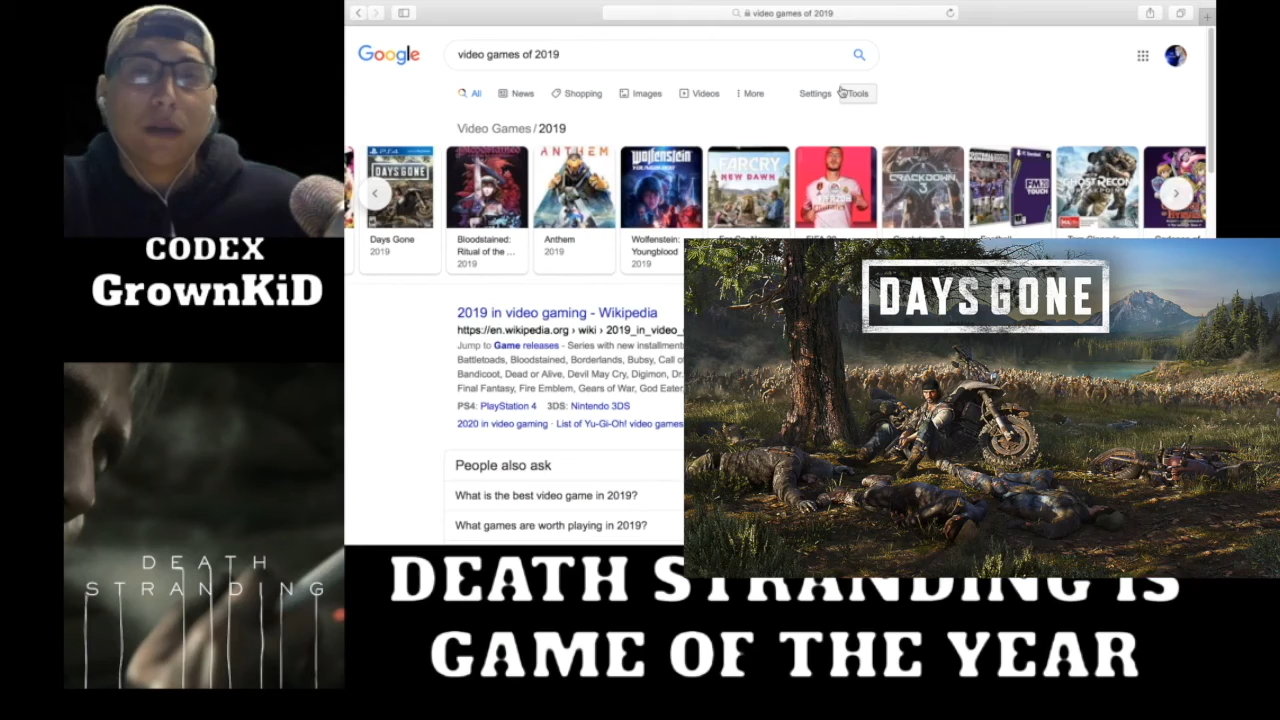 video games of 2019
Google
video games of 2019
All News Shopping Images Videos More Settings Tools
Video Games / 2019
PS4
DAYS GONE
ANTHEM
Wolfenstein
YOUNGBLOOD
FARCRY
NEW DAWN
CRACKDOWN
3
FM20
TOUCH
GHOST RECON
Days Gone
2019
Bloodstained:
Ritual of the ...
2019
Anthem
2019
Wolfenstein:
Youngblood
2019
CODEX
GrownKiD
2019 in video gaming - Wikipedia
https://en.wikipedia.org › wiki › 2019_in_video_
Jump to Game releases - Series with new installment
Battletoads, Bloodstained, Borderlands, Bubsy, Call o
Bandicoot, Dead or Alive, Devil May Cry, Digimon, Dr.
Final Fantasy, Fire Emblem, Gears of War, God Eater,
PS4: PlayStation 4 3DS: Nintendo 3DS
2020 in video gaming · List of Yu-Gi-Oh! video games
People also ask
What is the best video game in 2019?
What games are worth playing in 2019?
DAYS GONE
DEATH
STRANDING
DEATH STRANDING IS
GAME OF THE YEAR